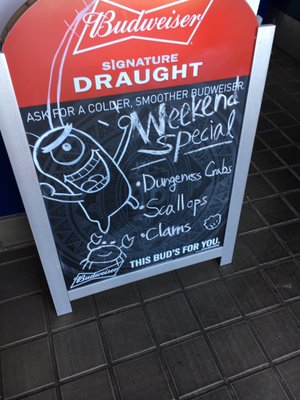 Budweiser
SIGNATURE
DRAUGHT
ASK FOR A COLDER, SMOOTHER BUDWEISER.
Weekend
Special
• Dungeness Crabs
• Scallops
• Clams
THIS BUD'S FOR YOU.
Budweiser